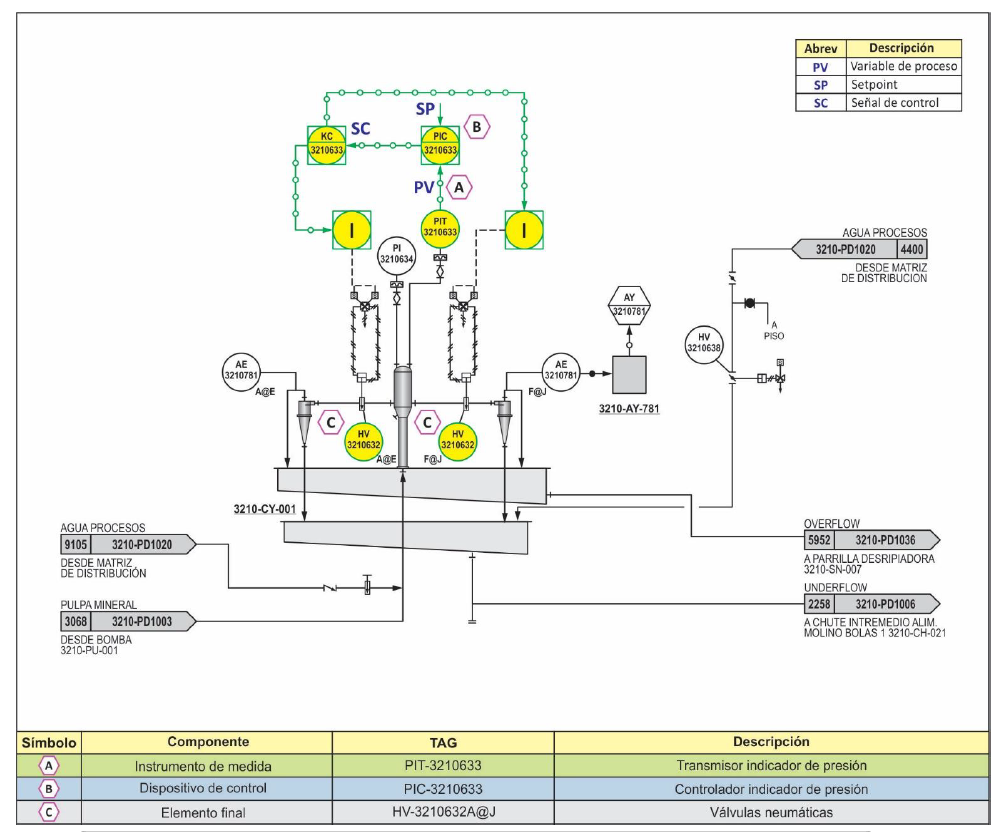 Abrev Descripción
PV Variable de proceso
SP Setpoint
SC Señal de control
SP
KC
3210633
SC
PIC
3210633
B
PV
A
PIT
3210633
I
I
PI
3210634
AGUA PROCESOS
3210-PD1020 4400
DESDE MATRIZ
DE DISTRIBUCION
A
PISO
HV
3210638
AY
3210781
AE
3210781
A@E
AE
3210781
F@J
3210-AY-781
C
HV
3210632
A@E
C
HV
3210632
F@J
3210-CY-001
AGUA PROCESOS
9105 3210-PD1020
DESDE MATRIZ
DE DISTRIBUCIÓN
PULPA MINERAL
3068 3210-PD1003
DESDE BOMBA
3210-PU-001
OVERFLOW
5952 3210-PD1036
A PARRILLA DESRIPIADORA
3210-SN-007
UNDERFLOW
2258 3210-PD1006
A CHUTE INTREMEDIO ALIM.
MOLINO BOLAS 1 3210-CH-021
Símbolo Componente TAG Descripción
A Instrumento de medida PIT-3210633 Transmisor indicador de presión
B Dispositivo de control PIC-3210633 Controlador indicador de presión
C Elemento final HV-3210632A@J Válvulas neumáticas